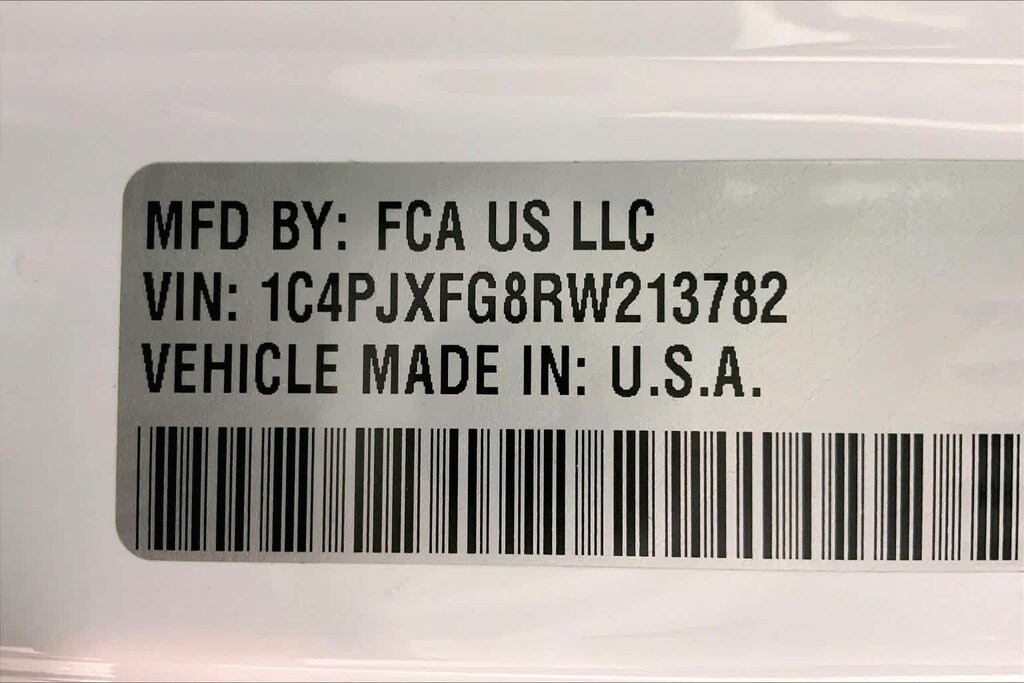 MFD BY: FCA US LLC
VIN: 1C4PJXFG8RW213782
VEHICLE MADE IN: U.S.A.